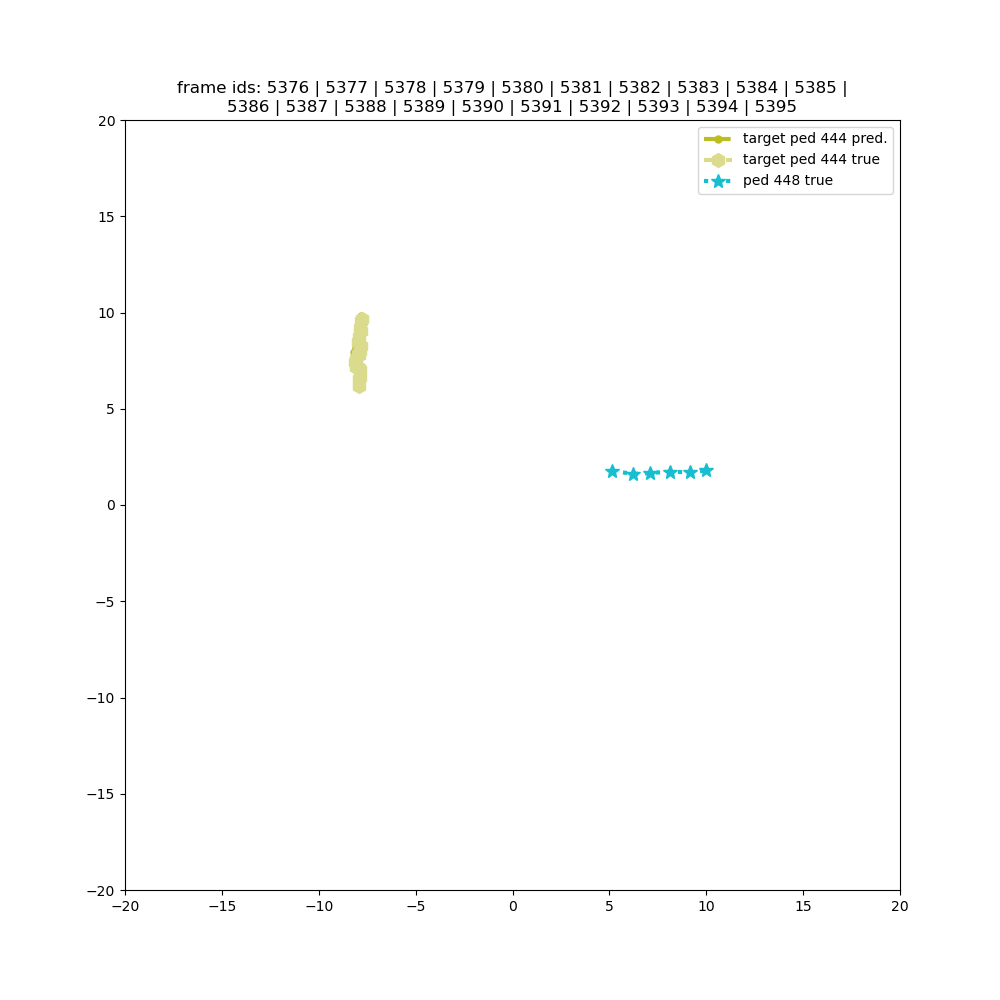 frame ids: 5376 | 5377 | 5378 | 5379 | 5380 | 5381 | 5382 | 5383 | 5384 | 5385 |
5386 | 5387 | 5388 | 5389 | 5390 | 5391 | 5392 | 5393 | 5394 | 5395
target ped 444 pred.
target ped 444 true
ped 448 true
20
15
10
5
0
−5
−10
−15
−20
−20 −15 −10 −5 0 5 10 15 20